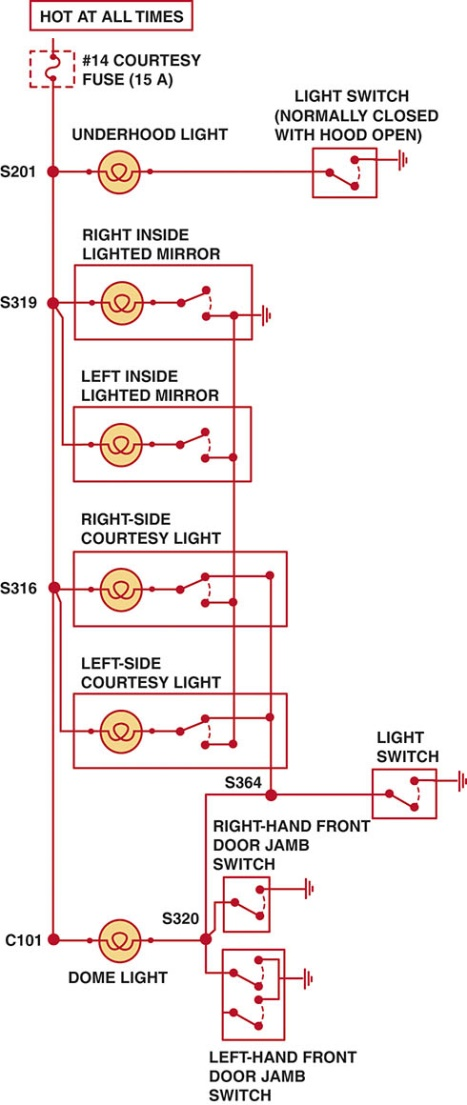 HOT AT ALL TIMES
#14 COURTESY
FUSE (15 A)
LIGHT SWITCH
(NORMALLY CLOSED
WITH HOOD OPEN)
UNDERHOOD LIGHT
S201
RIGHT INSIDE
LIGHTED MIRROR
S319
LEFT INSIDE
LIGHTED MIRROR
RIGHT-SIDE
COURTESY LIGHT
S316
LEFT-SIDE
COURTESY LIGHT
LIGHT
SWITCH
S364
RIGHT-HAND FRONT
DOOR JAMB
SWITCH
S320
C101
DOME LIGHT
LEFT-HAND FRONT
DOOR JAMB
SWITCH